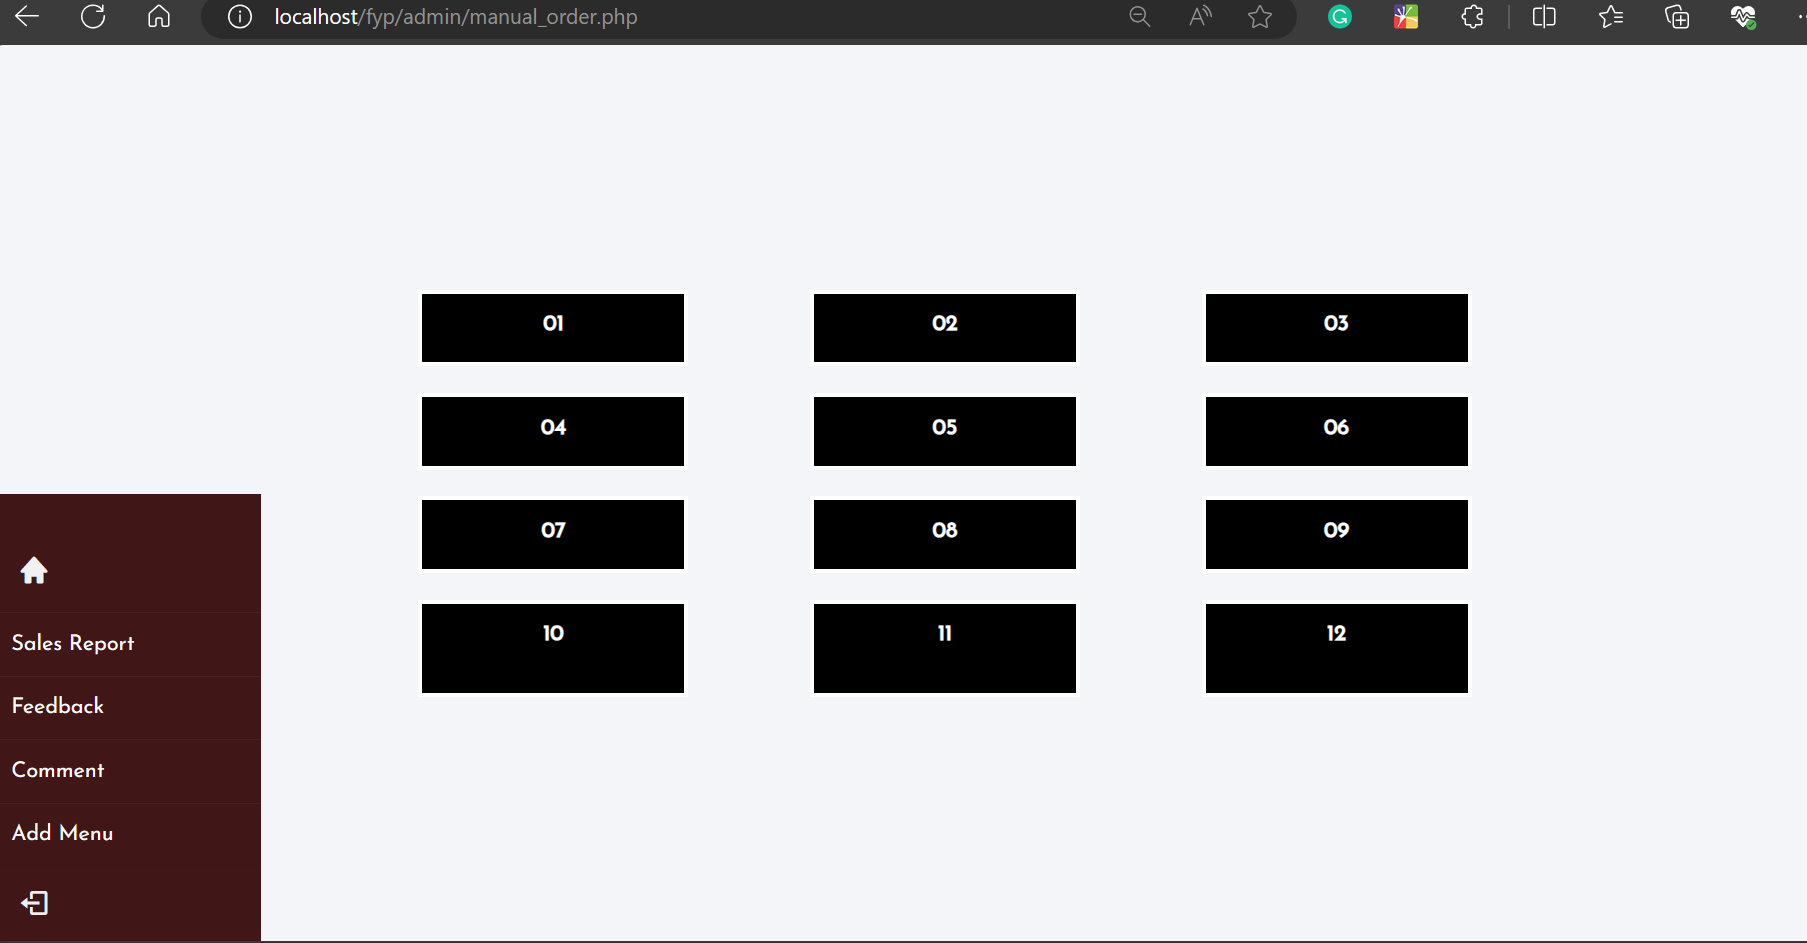 localhost/fyp/admin/manual_order.php
01 02 03
04 05 06
07 08 09
10 11 12
Sales Report
Feedback
Comment
Add Menu